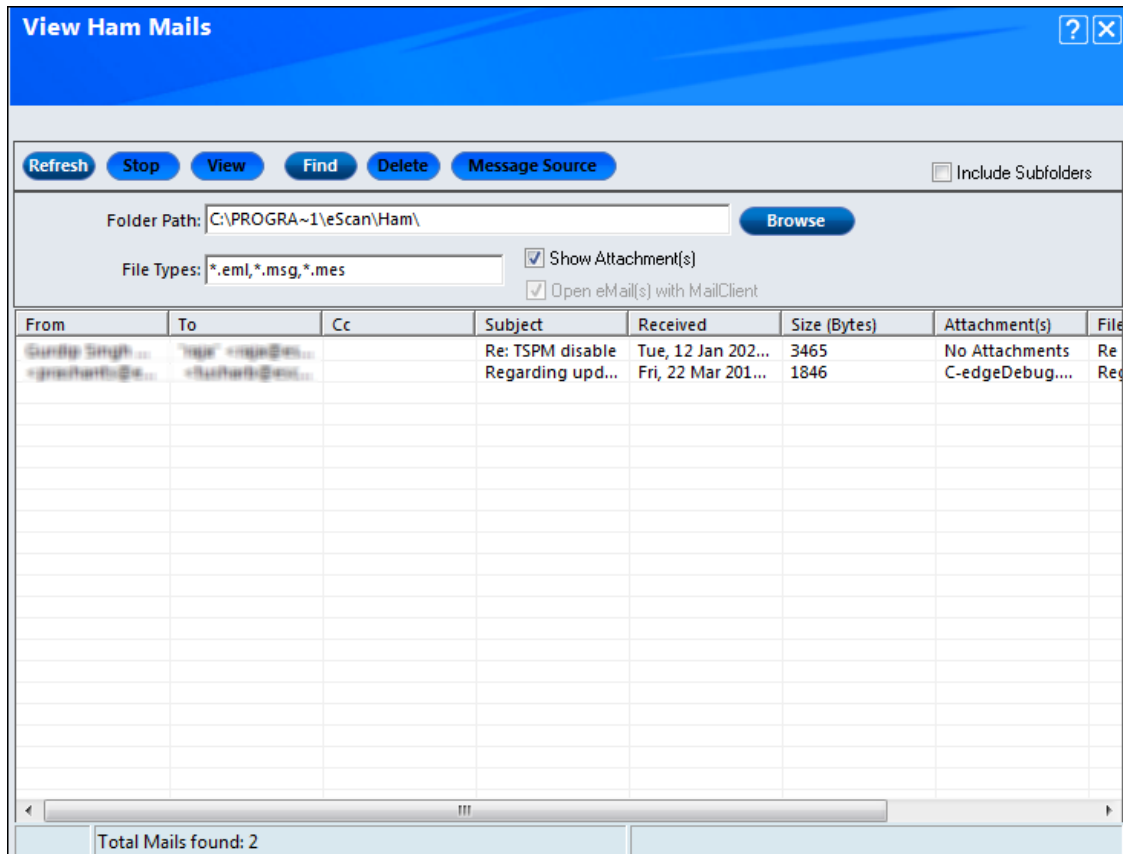 View Ham Mails
Refresh Stop View Find Delete Message Source Include Subfolders
Folder Path: C:\PROGRA~1\eScan\Ham\ Browse
File Types: *.eml,*.msg,*.mes Show Attachment(s)
Open eMail(s) with MailClient
From To Cc Subject Received Size (Bytes) Attachment(s) File
Re: TSPM disable Tue, 12 Jan 202... 3465 No Attachments Re
Regarding upd... Fri, 22 Mar 201... 1846 C-edgeDebug.... Reg
Total Mails found: 2